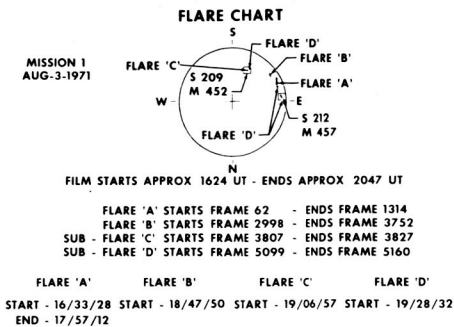 FLARE CHART
S
MISSION 1
AUG-3-1971
FLARE 'C'
FLARE 'D'
FLARE 'B'
FLARE 'A'
S 209
M 452
W
E
S 212
M 457
FLARE 'D'
N
FILM STARTS APPROX 1624 UT - ENDS APPROX 2047 UT
FLARE 'A' STARTS FRAME 62 - ENDS FRAME 1314
FLARE 'B' STARTS FRAME 2998 - ENDS FRAME 3752
SUB - FLARE 'C' STARTS FRAME 3807 - ENDS FRAME 3827
SUB - FLARE 'D' STARTS FRAME 5099 - ENDS FRAME 5160
FLARE 'A' FLARE 'B' FLARE 'C' FLARE 'D'
START - 16/33/28 START - 18/47/50 START - 19/06/57 START - 19/28/32
END - 17/57/12